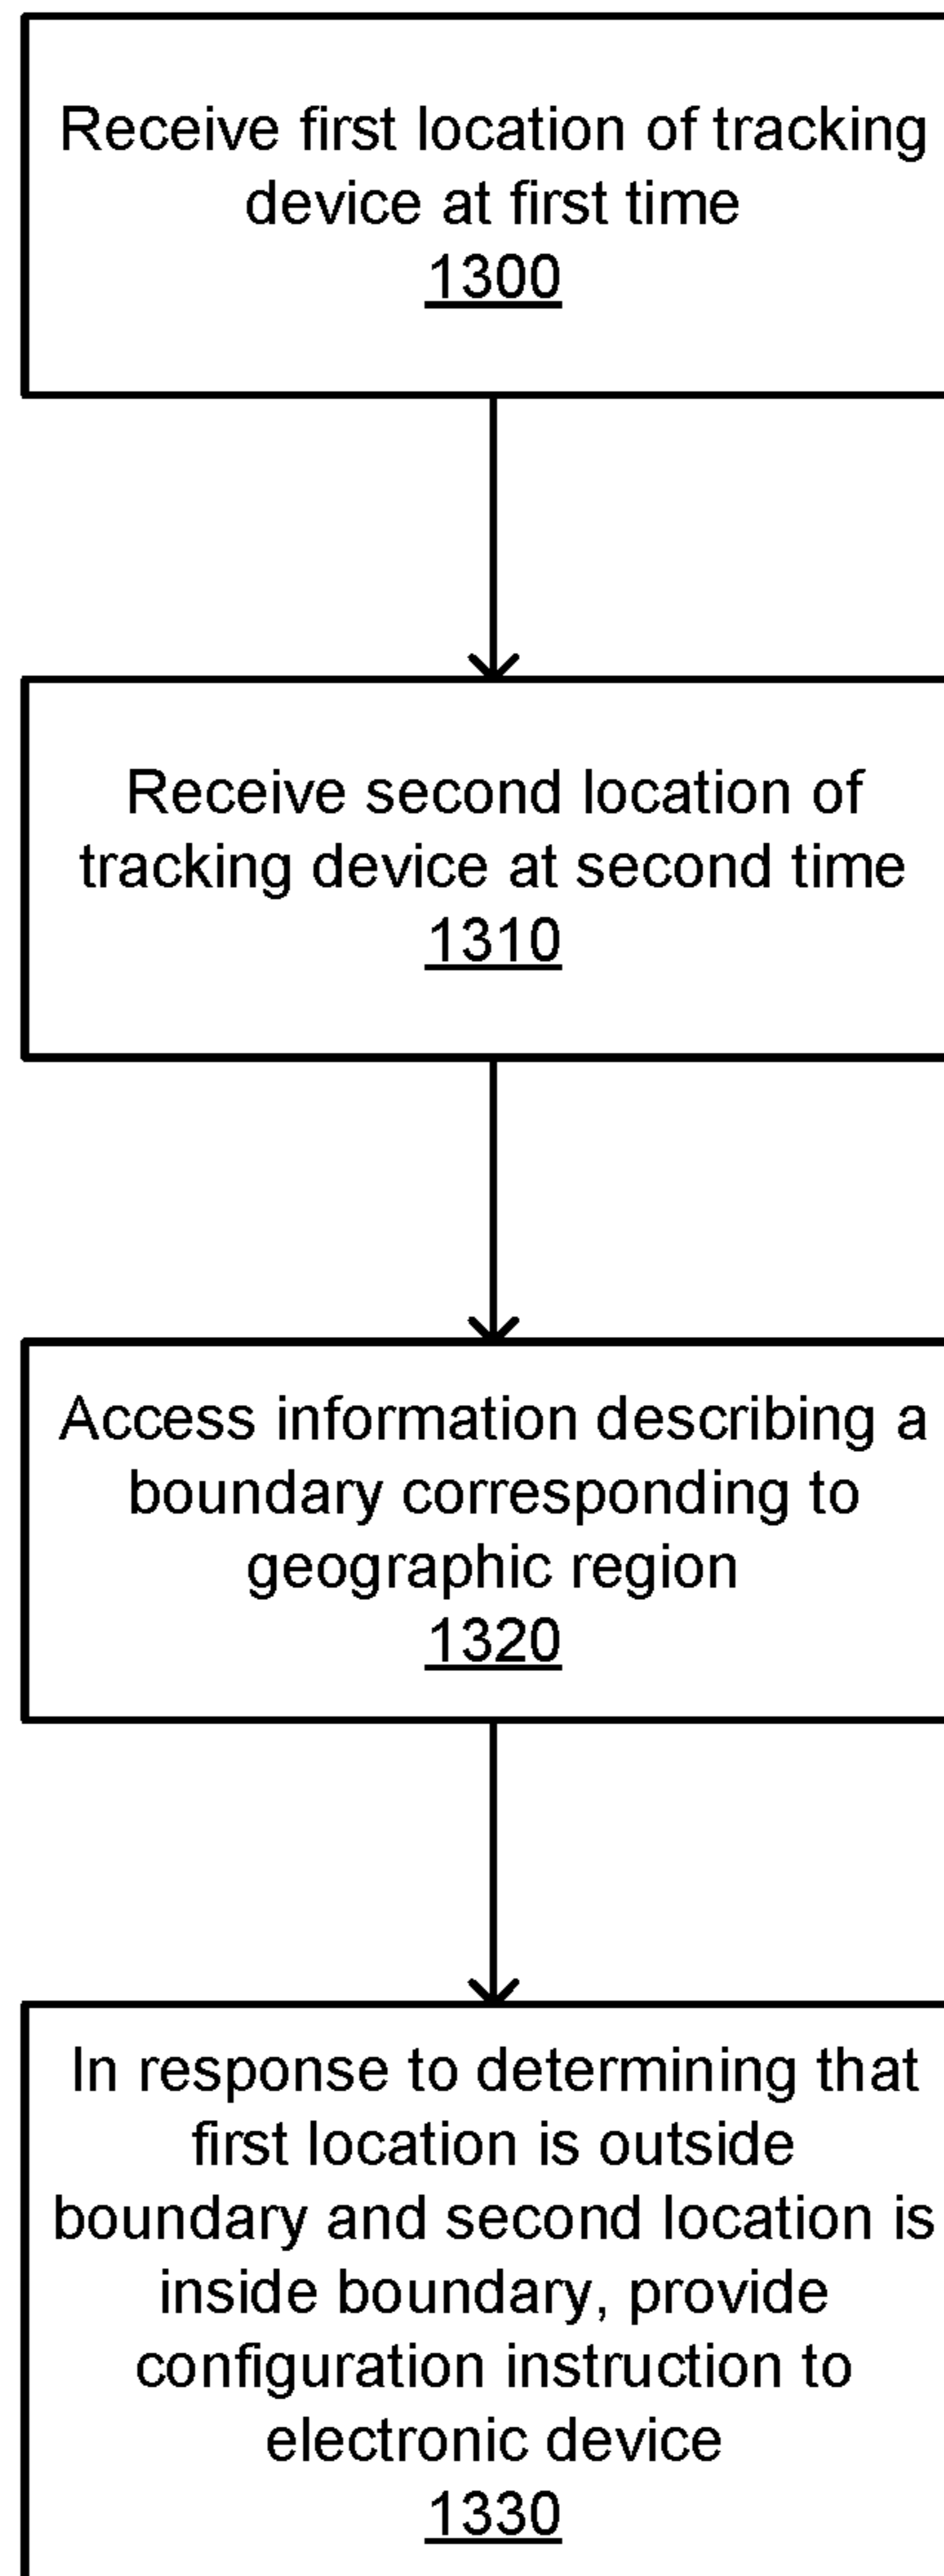 Receive first location of tracking
device at first time
1300
Receive second location of
tracking device at second time
1310
Access information describing a
boundary corresponding to
geographic region
1320
In response to determining that
first location is outside
boundary and second location is
inside boundary, provide
configuration instruction to
electronic device
1330